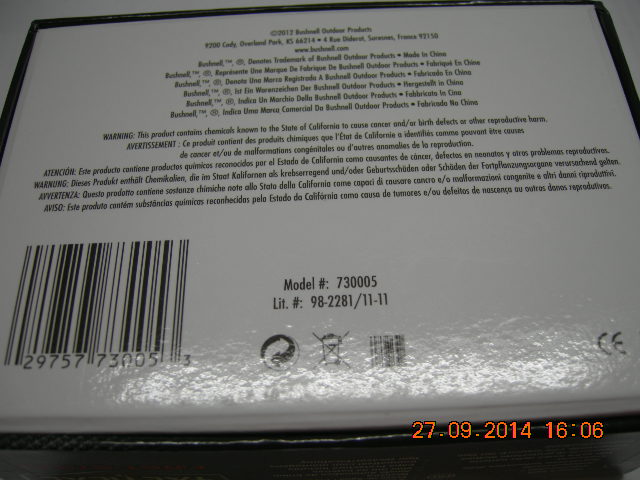 ©2012 Bushnell Outdoor Products
9200 Cody, Overland Park, KS 66214 • 4 Rue Diderot, Suresnes, France 92150
www.bushnell.com
Bushnell,™, ®, Denotes Trademark of Bushnell Outdoor Products • Made In China
Bushnell,™, ®, Représente Une Marque De Fabrique De Bushnell Outdoor Products • Fabriqué En Chine
Bushnell,™, ®, Denota Una Marca Registrada A Bushnell Outdoor Products • Fabricado En China
Bushnell,™, ®, Ist Ein Warenzeichen Der Bushnell Outdoor Products • Hergestellt in China
Bushnell,™, ®, Indica Un Marchio Della Bushnell Outdoor Products • Fabbricato In Cina
Bushnell,™, ®, Indica Uma Marca Comercial Da Bushnell Outdoor Products • Fabricado Na China
WARNING: This product contains chemicals known to the State of California to cause cancer and/or birth defects or other reproductive harm.
AVERTISSEMENT : Ce produit contient des produits chimiques que l'État de Californie a identifiés comme pouvant être causes
de cancer et/ou de malformations congénitales ou d'autres anomalies de la reproduction.
ATENCIÓN: Este producto contiene productos químicos reconocidos por el Estado de California como causantes de cáncer, defectos en neonatos y otros problemas reproductivos.
WARNUNG: Dieses Produkt enthält Chemikalien, die im Staat Kalifornen als krebserregend und/oder Geburtsschäden oder Schäden der Fortpflanzungsorgane verursachend gelten.
AVVERTENZA: Questo prodotto contiene sostanze chimiche note allo Stato della California come capaci di causare cancro e/o malformazioni congenite e altri danni riproduttivi.
AVISO: Este produto contém substâncias químicas reconhecidas pelo Estado da Califórnia como causa de tumores e/ou defeitos de nascença ou outros danos reprodutivos.
Model #: 730005
Lit. #: 98-2281/11-11
29757 73005 3
CE
27.09.2014 16:06